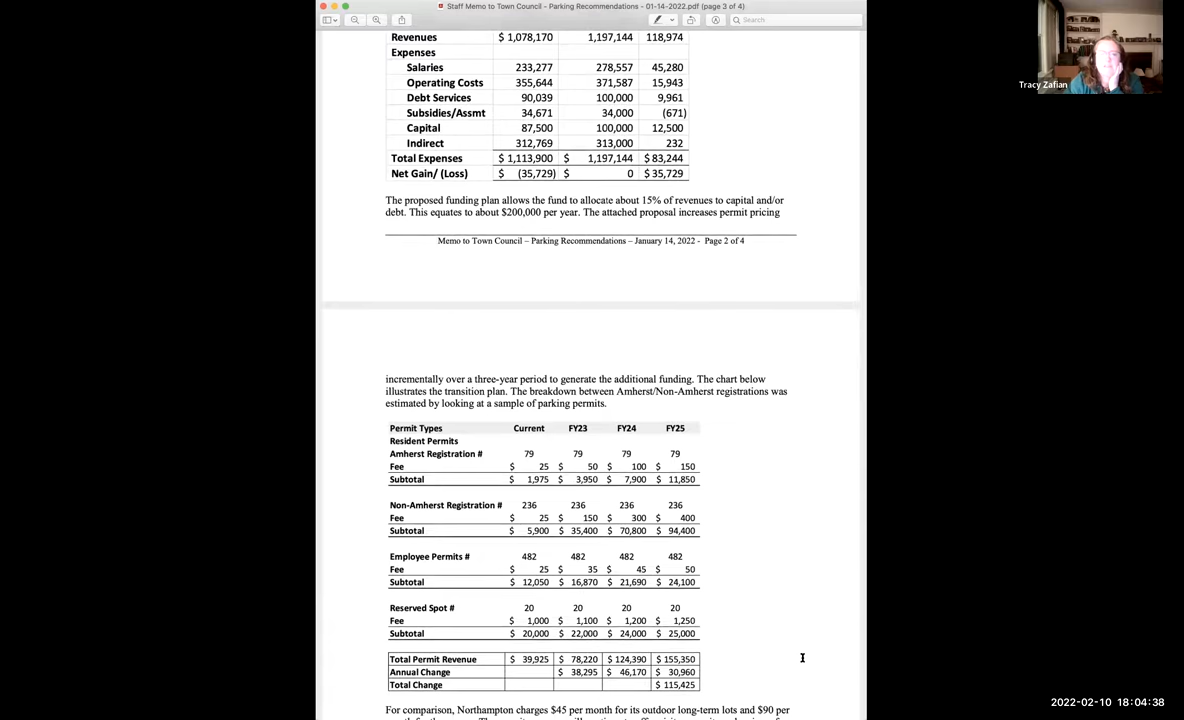 Staff Memo to Town Council – Parking Recommendations - 01-14-2022.pdf (page 3 of 4)
Search
Tracy Zafian
Revenues $ 1,078,170 1,197,144 118,974
Expenses
Salaries 233,277 278,557 45,280
Operating Costs 355,644 371,587 15,943
Debt Services 90,039 100,000 9,961
Subsidies/Assmt 34,671 34,000 (671)
Capital 87,500 100,000 12,500
Indirect 312,769 313,000 232
Total Expenses $ 1,113,900 $ 1,197,144 $ 83,244
Net Gain/ (Loss) $ (35,729) $ 0 $ 35,729
The proposed funding plan allows the fund to allocate about 15% of revenues to capital and/or
debt. This equates to about $200,000 per year. The attached proposal increases permit pricing
Memo to Town Council – Parking Recommendations – January 14, 2022 - Page 2 of 4
incrementally over a three-year period to generate the additional funding. The chart below
illustrates the transition plan. The breakdown between Amherst/Non-Amherst registrations was
estimated by looking at a sample of parking permits.
Permit Types Current FY23 FY24 FY25
Resident Permits
Amherst Registration # 79 79 79 79
Fee $ 25 $ 50 $ 100 $ 150
Subtotal $ 1,975 $ 3,950 $ 7,900 $ 11,850
Non-Amherst Registration # 236 236 236 236
Fee $ 25 $ 150 $ 300 $ 400
Subtotal $ 5,900 $ 35,400 $ 70,800 $ 94,400
Employee Permits # 482 482 482 482
Fee $ 25 $ 35 $ 45 $ 50
Subtotal $ 12,050 $ 16,870 $ 21,690 $ 24,100
Reserved Spot # 20 20 20 20
Fee $ 1,000 $ 1,100 $ 1,200 $ 1,250
Subtotal $ 20,000 $ 22,000 $ 24,000 $ 25,000
Total Permit Revenue $ 39,925 $ 78,220 $ 124,390 $ 155,350
Annual Change $ 38,295 $ 46,170 $ 30,960
Total Change $ 115,425
For comparison, Northampton charges $45 per month for its outdoor long-term lots and $90 per
2022-02-10 18:04:38